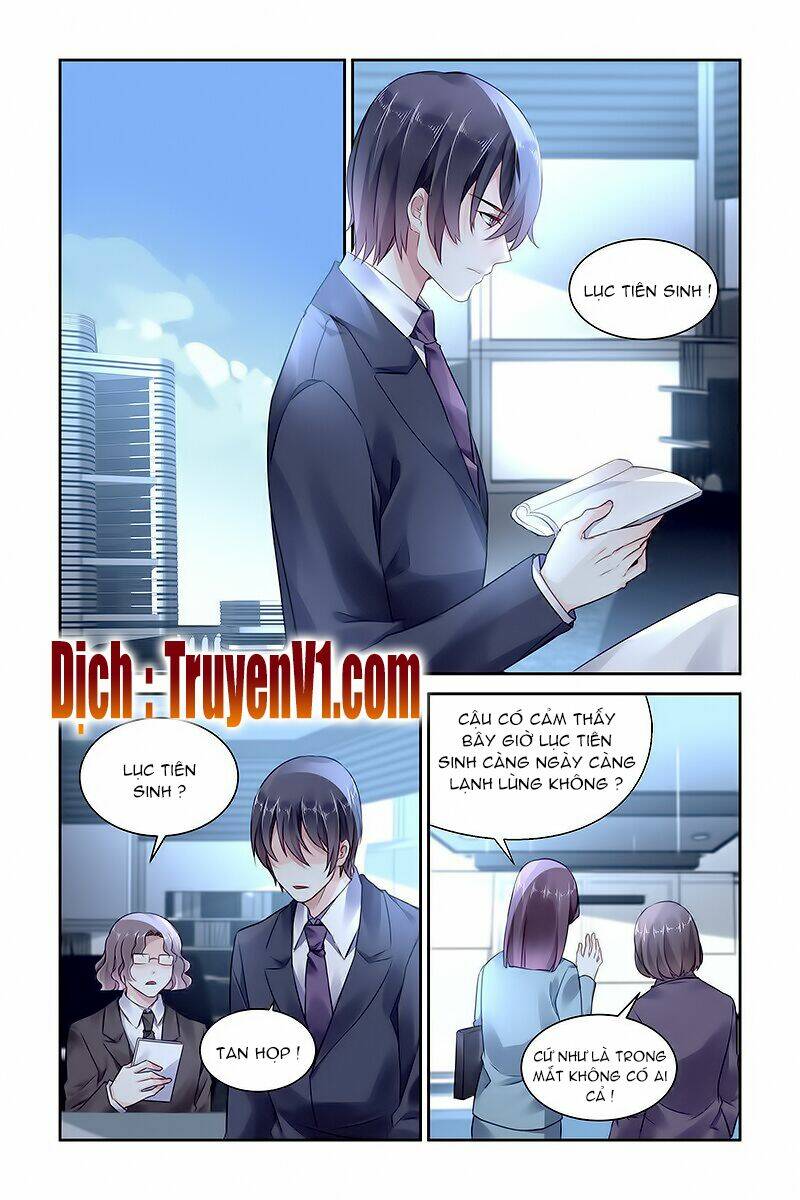 LỤC TIÊN SINH !
Dịch : TruyenV1.com
LỤC TIÊN
SINH ?
TAN HỌP !
CẬU CÓ CẢM THẤY
BÂY GIỜ LỤC TIÊN
SINH CÀNG NGÀY CÀNG
LẠNH LÙNG KHÔNG ?
CỨ NHƯ LÀ TRONG
MẮT KHÔNG CÓ AI
CẢ !